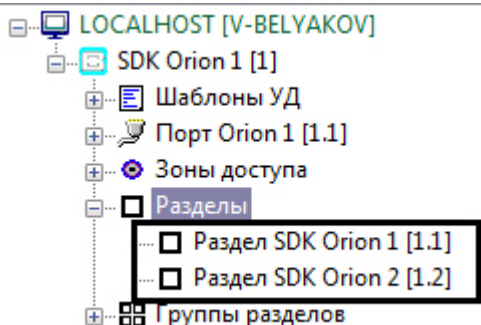 LOCALHOST [V-BELYAKOV]
SDK Orion 1 [1]
Шаблоны УД
Порт Orion 1 [1.1]
Зоны доступа
Разделы
Раздел SDK Orion 1 [1.1]
Раздел SDK Orion 2 [1.2]
Группы разделов